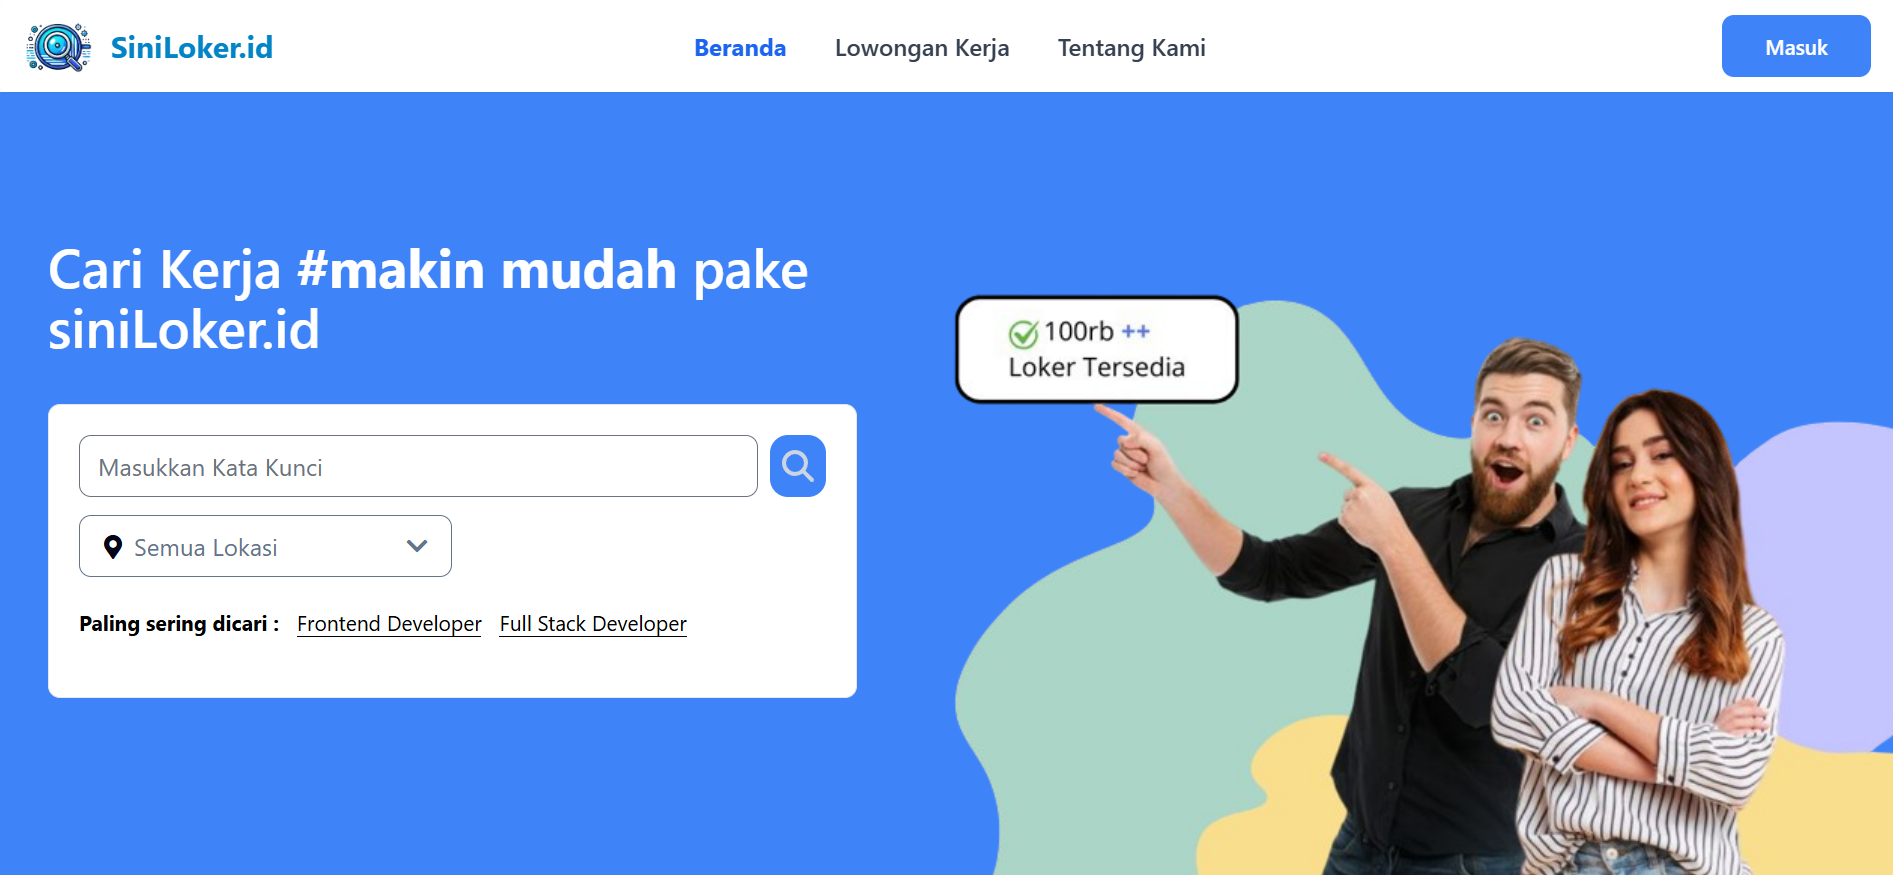 SiniLoker.id
Beranda
Lowongan Kerja
Tentang Kami
Masuk
Cari Kerja #makin mudah pake
siniLoker.id
100rb ++
Loker Tersedia
Masukkan Kata Kunci
Semua Lokasi
Paling sering dicari : Frontend Developer Full Stack Developer